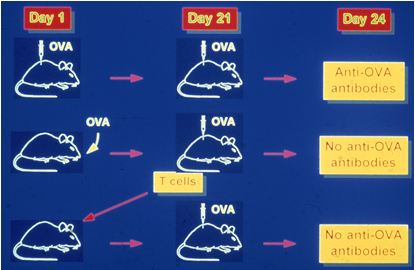 Day 1
Day 21
Day 24
OVA
OVA
Anti-OVA
antibodies
OVA
OVA
No anti-OVA
antibodies
T cells
OVA
No anti-OVA
antibodies